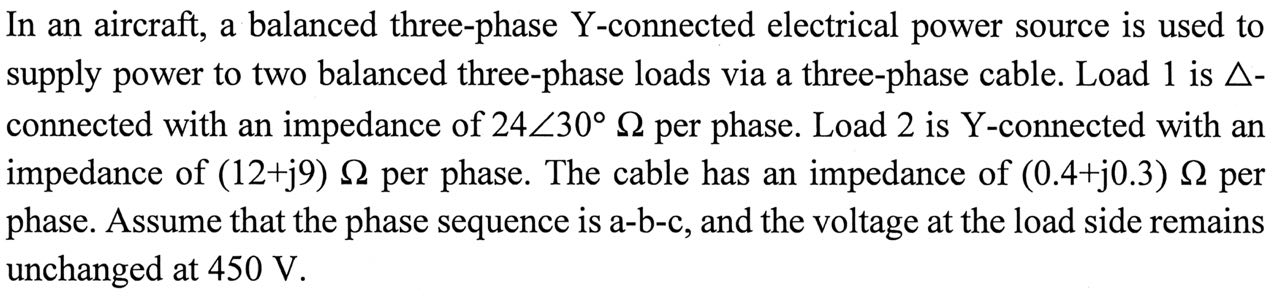 In an aircraft, a balanced three-phase Y-connected electrical power source is used to
supply power to two balanced three-phase loads via a three-phase cable. Load 1 is △-
connected with an impedance of 24∠30° Ω per phase. Load 2 is Y-connected with an
impedance of (12+j9) Ω per phase. The cable has an impedance of (0.4+j0.3) Ω per
phase. Assume that the phase sequence is a-b-c, and the voltage at the load side remains
unchanged at 450 V.